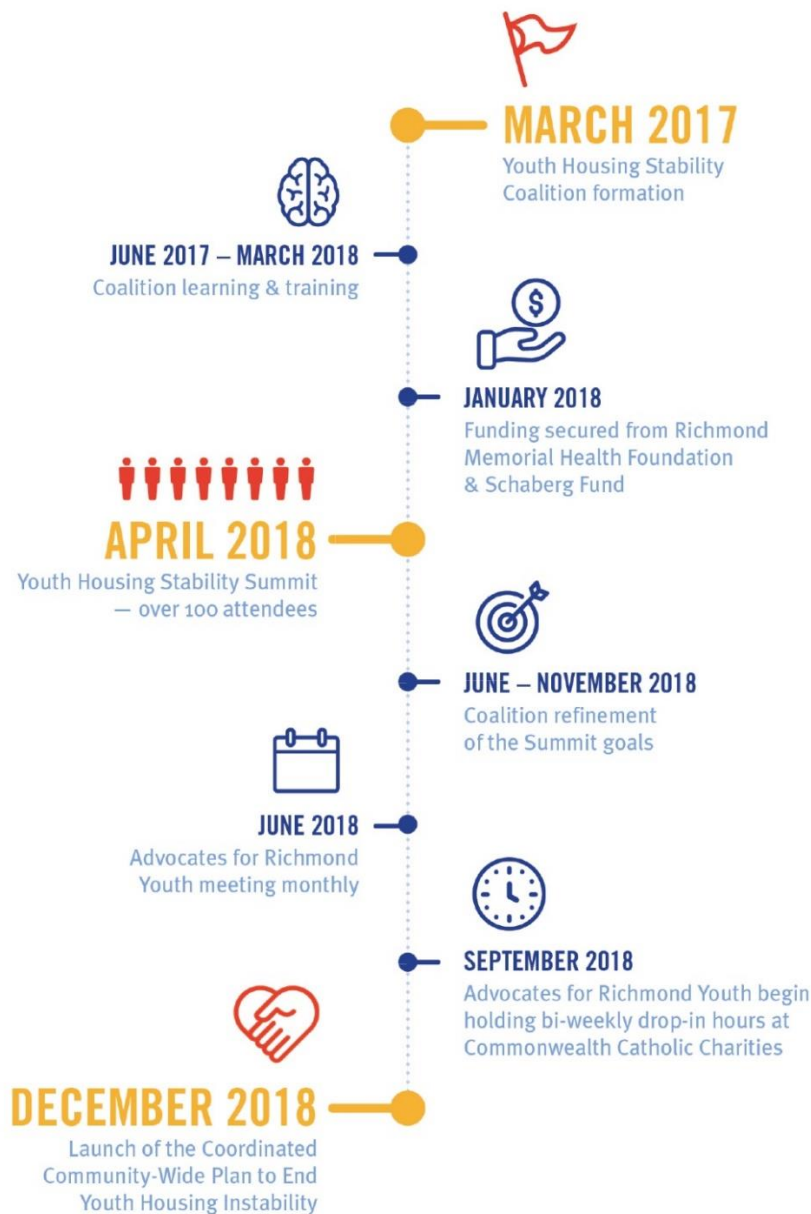 MARCH 2017
Youth Housing Stability
Coalition formation
JUNE 2017 – MARCH 2018
Coalition learning & training
$
JANUARY 2018
Funding secured from Richmond
Memorial Health Foundation
& Schaberg Fund
APRIL 2018
Youth Housing Stability Summit
— over 100 attendees
JUNE – NOVEMBER 2018
Coalition refinement
of the Summit goals
JUNE 2018
Advocates for Richmond
Youth meeting monthly
SEPTEMBER 2018
Advocates for Richmond Youth begin
holding bi-weekly drop-in hours at
Commonwealth Catholic Charities
DECEMBER 2018
Launch of the Coordinated
Community-Wide Plan to End
Youth Housing Instability